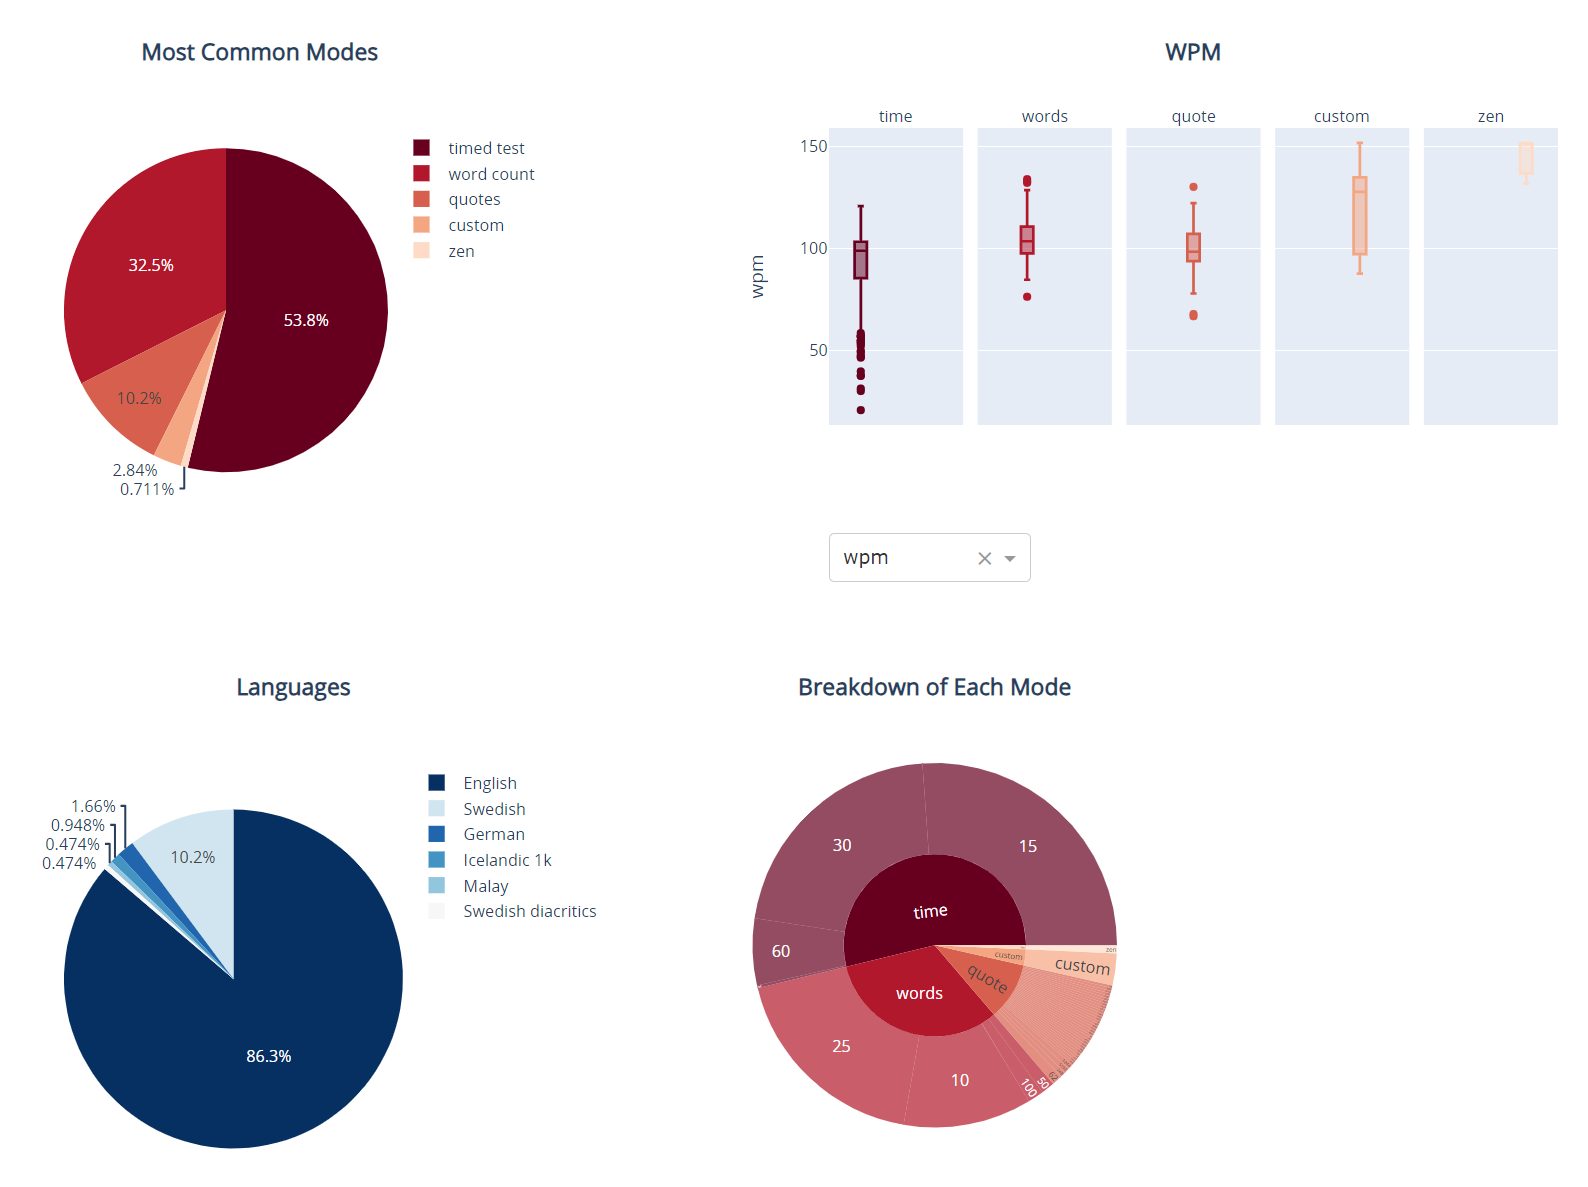 Most Common Modes
timed test
word count
quotes
custom
zen
32.5%
53.8%
10.2%
2.84%
0.711%
WPM
time words quote custom zen
150
100
50
wpm
wpm
Languages
English
Swedish
German
Icelandic 1k
Malay
Swedish diacritics
1.66%
0.948%
0.474%
0.474%
10.2%
86.3%
Breakdown of Each Mode
30
15
time
60
zen
custom
custom
quote
words
25
10
100
50